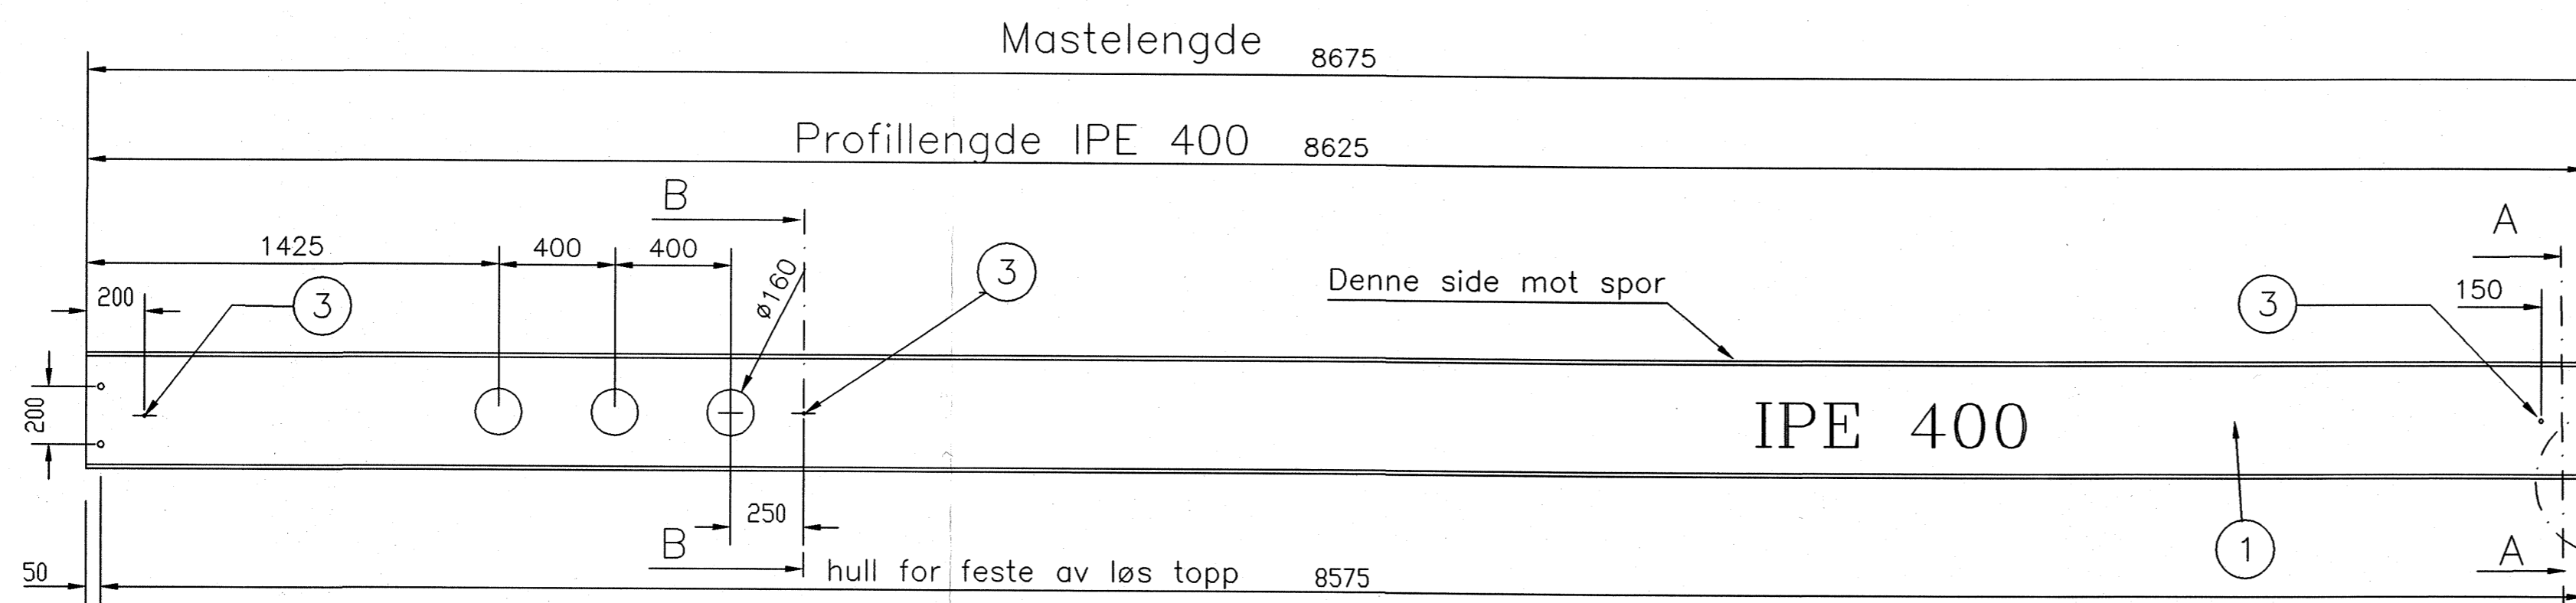 Mastelengde 8675
Profillengde IPE 400 8625
B
A
1425
400
400
ø160
3
Denne side mot spor
200
3
3
150
200
IPE 400
250
B
1
A
50
hull for feste av løs topp 8575